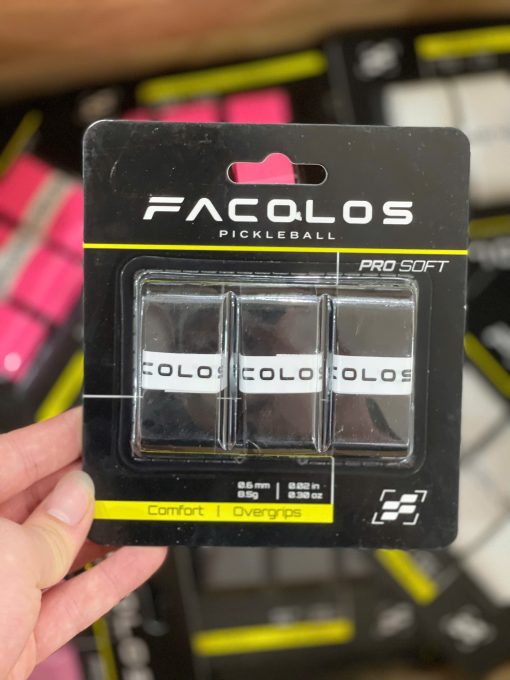 FACOLOS
PICKLEBALL
PRO SOFT
COLOS COLOS COLOS
0.6 mm | 0.02 in
8.5g | 0.30 oz
Comfort | Overgrips